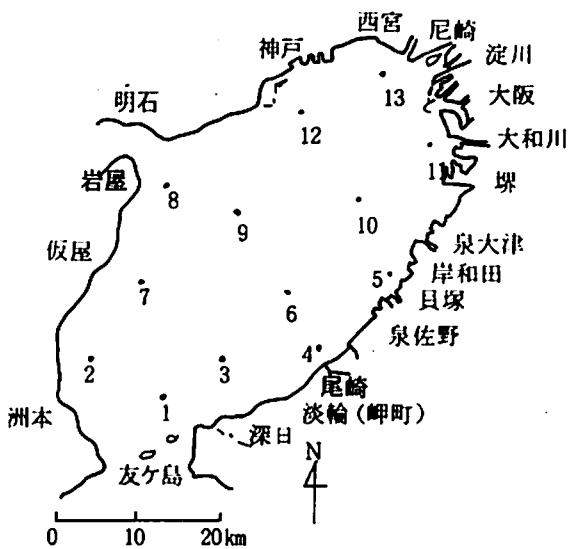 西宮
尼崎
神戸
淀川
明石
13
大阪
12
大和川
岩屋
8
11
堺
9
10
仮屋
泉大津
7
5
岸和田
貝塚
6
泉佐野
2
3
4
尾崎
洲本
1
淡輪(岬町)
深日
友ケ島
N
0 10 20km